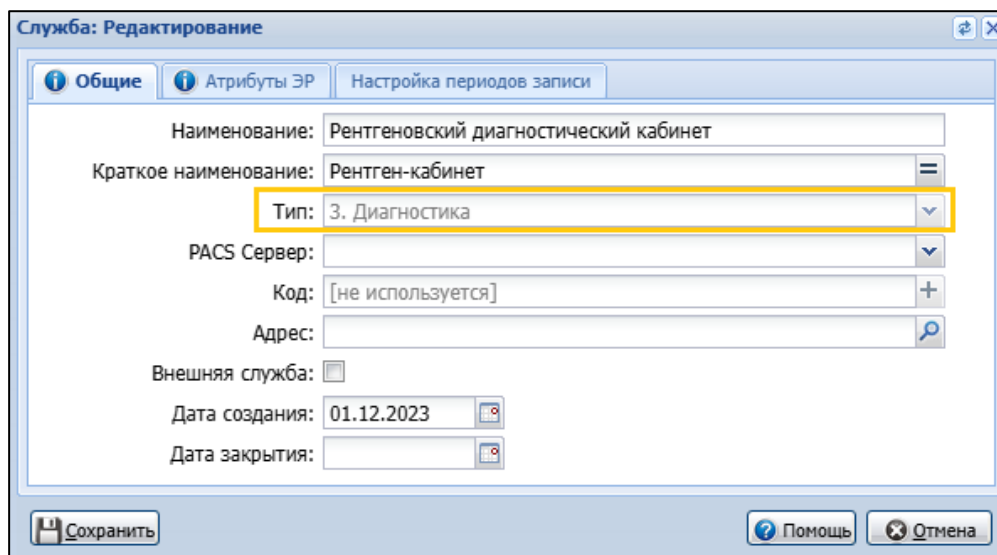 Служба: Редактирование
Общие Атрибуты ЭР Настройка периодов записи
Наименование: Рентгеновский диагностический кабинет
Краткое наименование: Рентген-кабинет
Тип: 3. Диагностика
PACS Сервер:
Код: [не используется]
Адрес:
Внешняя служба:
Дата создания: 01.12.2023
Дата закрытия:
Сохранить Помощь Отмена